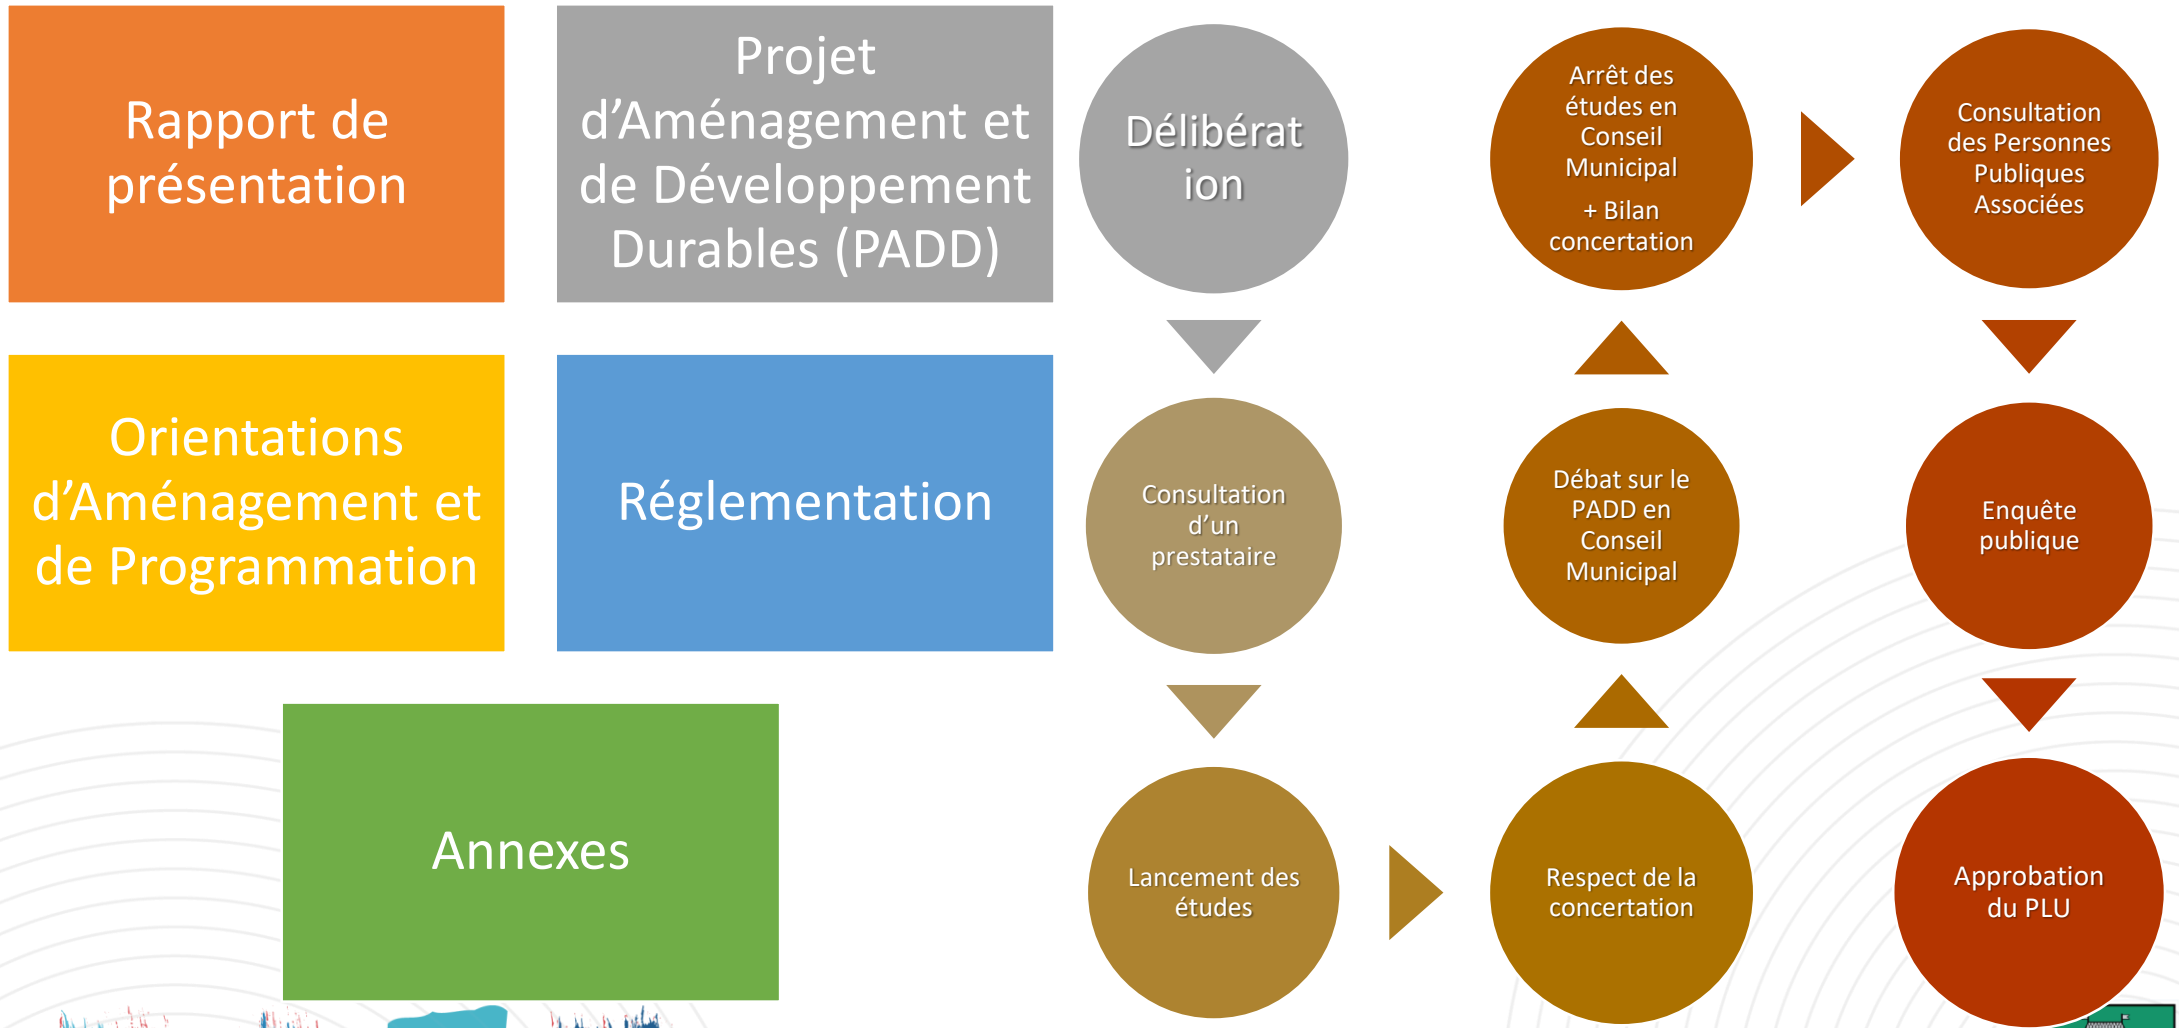 Rapport de
présentation
Projet
d’Aménagement et
de Développement
Durables (PADD)
Orientations
d’Aménagement et
de Programmation
Réglementation
Annexes
Délibérat
ion
Consultation
d’un
prestataire
Lancement des
études
Respect de la
concertation
Débat sur le
PADD en
Conseil
Municipal
Arrêt des
études en
Conseil
Municipal
+ Bilan
concertation
Consultation
des Personnes
Publiques
Associées
Enquête
publique
Approbation
du PLU